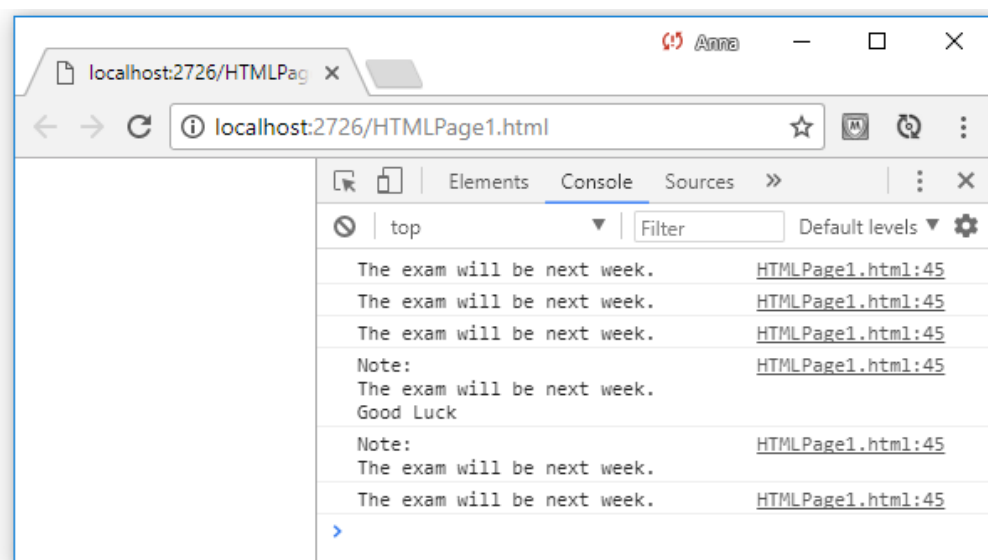 Anna
localhost:2726/HTMLPag
localhost:2726/HTMLPage1.html
Elements Console Sources »
top Filter Default levels
The exam will be next week. HTMLPage1.html:45
The exam will be next week. HTMLPage1.html:45
The exam will be next week. HTMLPage1.html:45
Note: HTMLPage1.html:45
The exam will be next week.
Good Luck
Note: HTMLPage1.html:45
The exam will be next week.
The exam will be next week. HTMLPage1.html:45
>